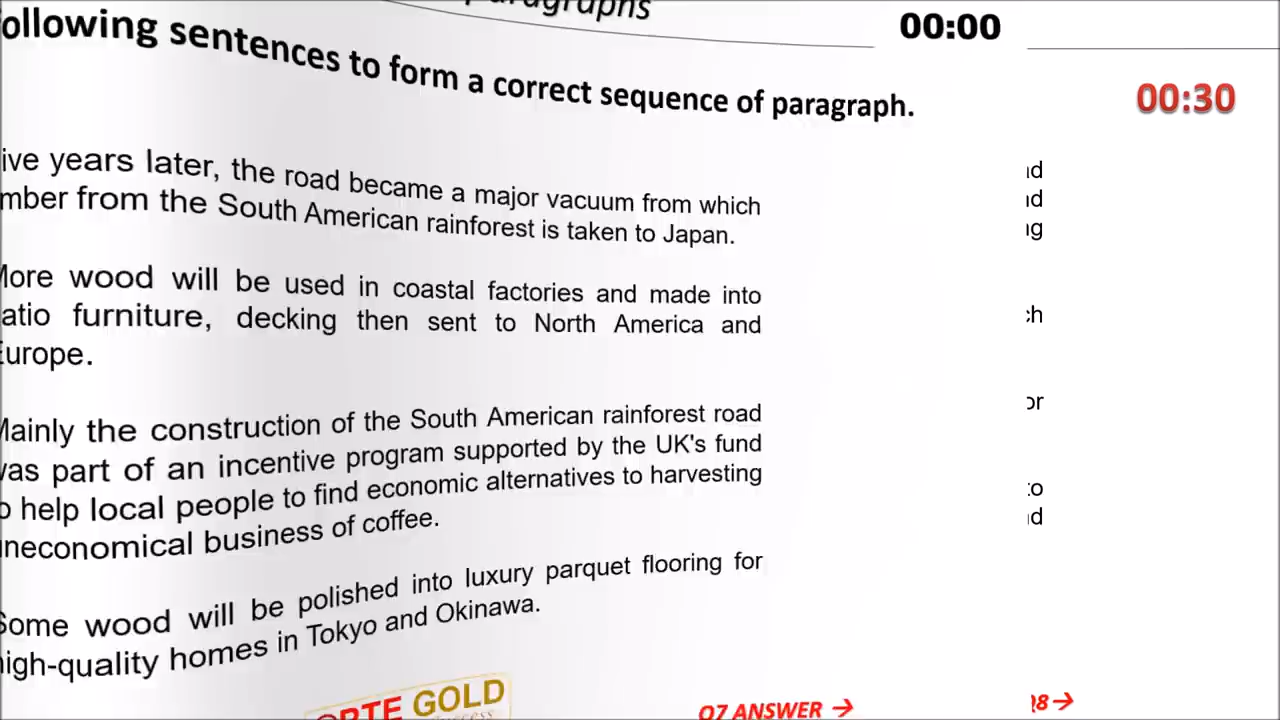 paragraphs
00:00
following sentences to form a correct sequence of paragraph.
00:30
ive years later, the road became a major vacuum from which
mber from the South American rainforest is taken to Japan.
More wood will be used in coastal factories and made into
atio furniture, decking then sent to North America and
Europe.
Mainly the construction of the South American rainforest road
was part of an incentive program supported by the UK's fund
o help local people to find economic alternatives to harvesting
uneconomical business of coffee.
Some wood will be polished into luxury parquet flooring for
high-quality homes in Tokyo and Okinawa.
PTE GOLD
Q7 ANSWER →